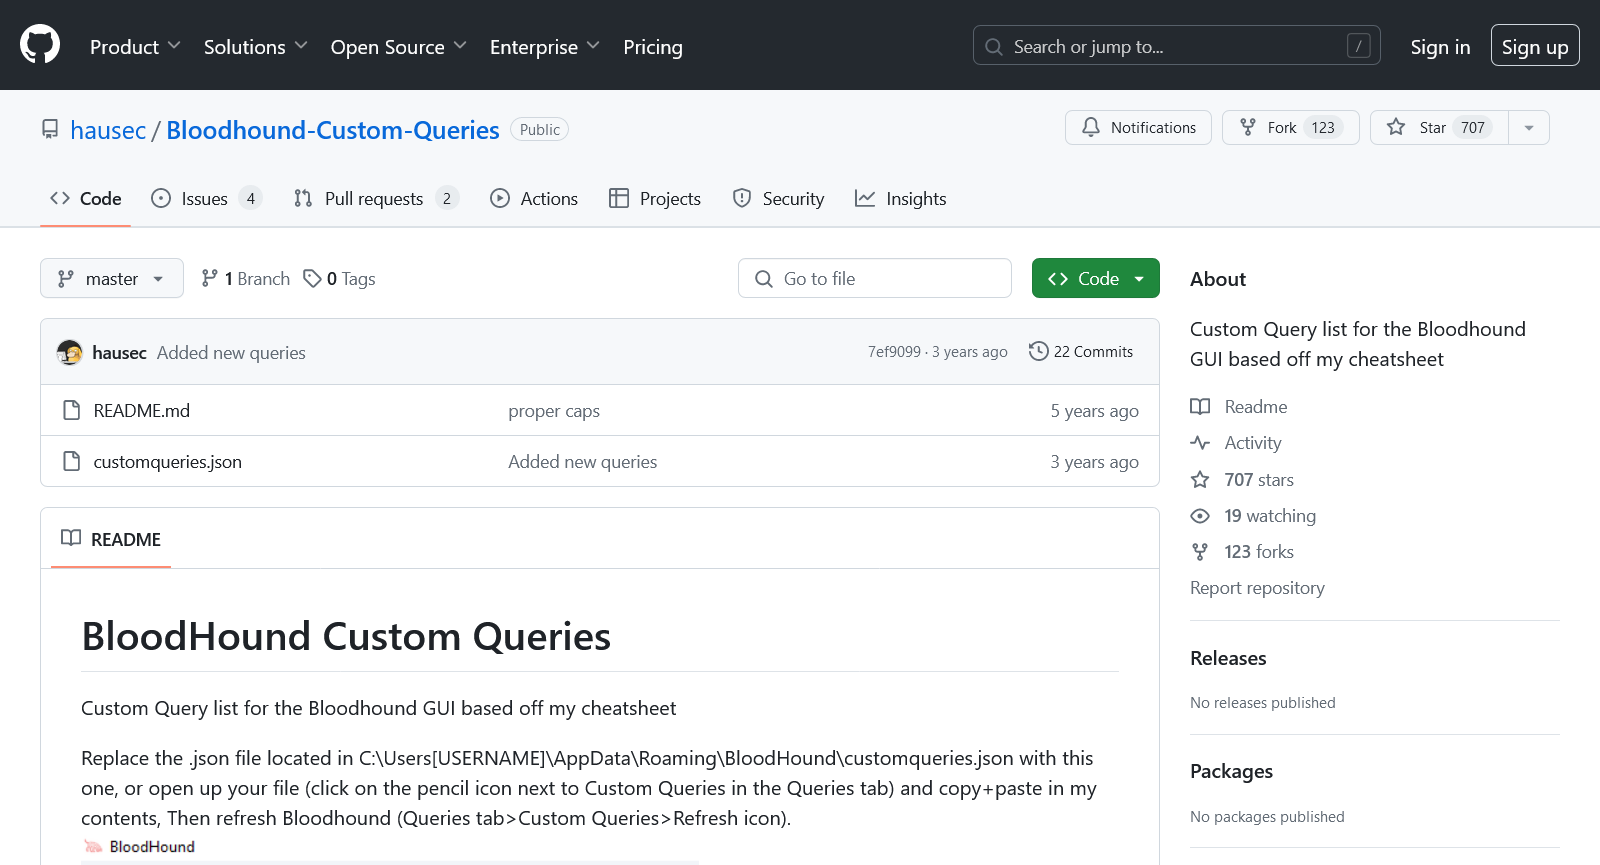 Product Solutions Open Source Enterprise Pricing Search or jump to... / Sign in Sign up
hausec / Bloodhound-Custom-Queries Public Notifications Fork 123 Star 707
Code Issues 4 Pull requests 2 Actions Projects Security Insights
master 1 Branch 0 Tags Go to file Code
hausec Added new queries 7ef9099 · 3 years ago 22 Commits
README.md proper caps 5 years ago
customqueries.json Added new queries 3 years ago
README
BloodHound Custom Queries
Custom Query list for the Bloodhound GUI based off my cheatsheet
Replace the .json file located in C:\Users[USERNAME]\AppData\Roaming\BloodHound\customqueries.json with this
one, or open up your file (click on the pencil icon next to Custom Queries in the Queries tab) and copy+paste in my
contents, Then refresh Bloodhound (Queries tab>Custom Queries>Refresh icon).
BloodHound
About
Custom Query list for the Bloodhound
GUI based off my cheatsheet
Readme
Activity
707 stars
19 watching
123 forks
Report repository
Releases
No releases published
Packages
No packages published